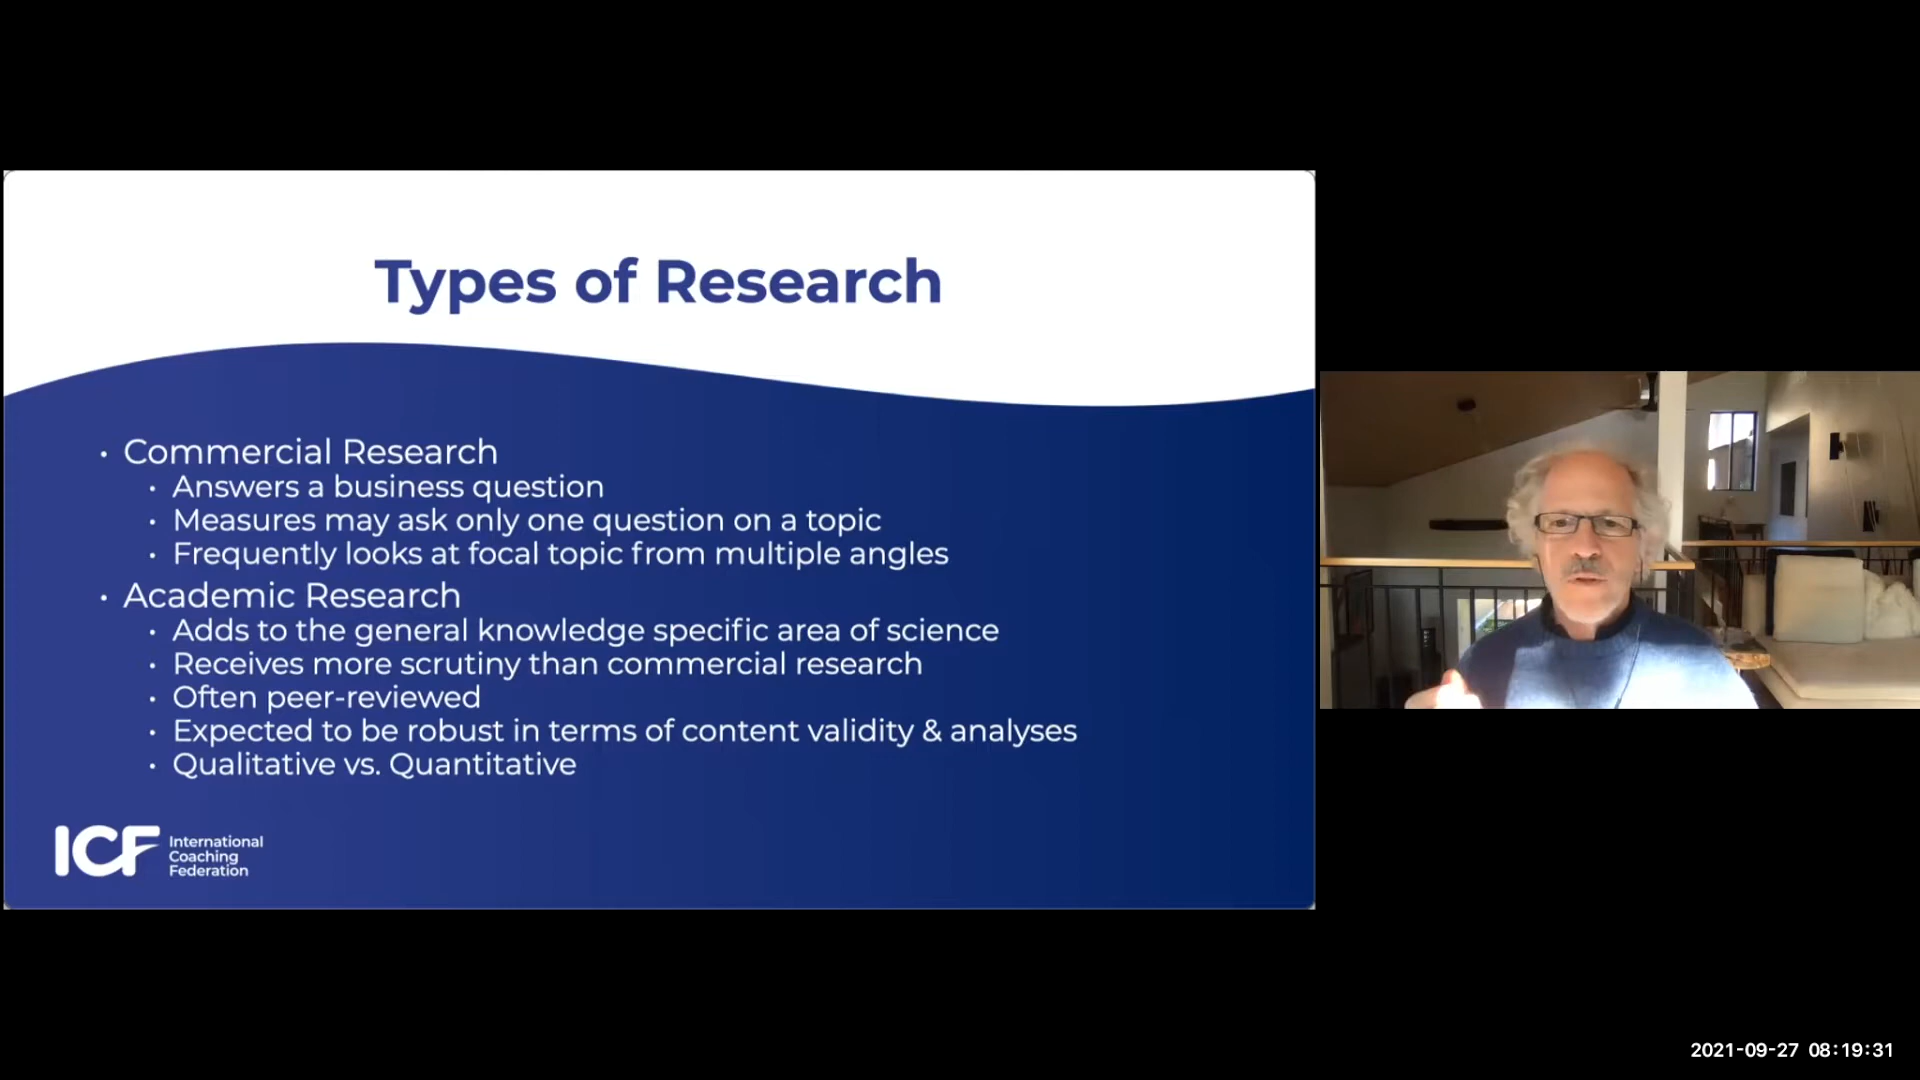 Types of Research
• Commercial Research
• Answers a business question
• Measures may ask only one question on a topic
• Frequently looks at focal topic from multiple angles
• Academic Research
• Adds to the general knowledge specific area of science
• Receives more scrutiny than commercial research
• Often peer-reviewed
• Expected to be robust in terms of content validity & analyses
• Qualitative vs. Quantitative
ICF
International
Coaching
Federation
2021-09-27 08:19:31